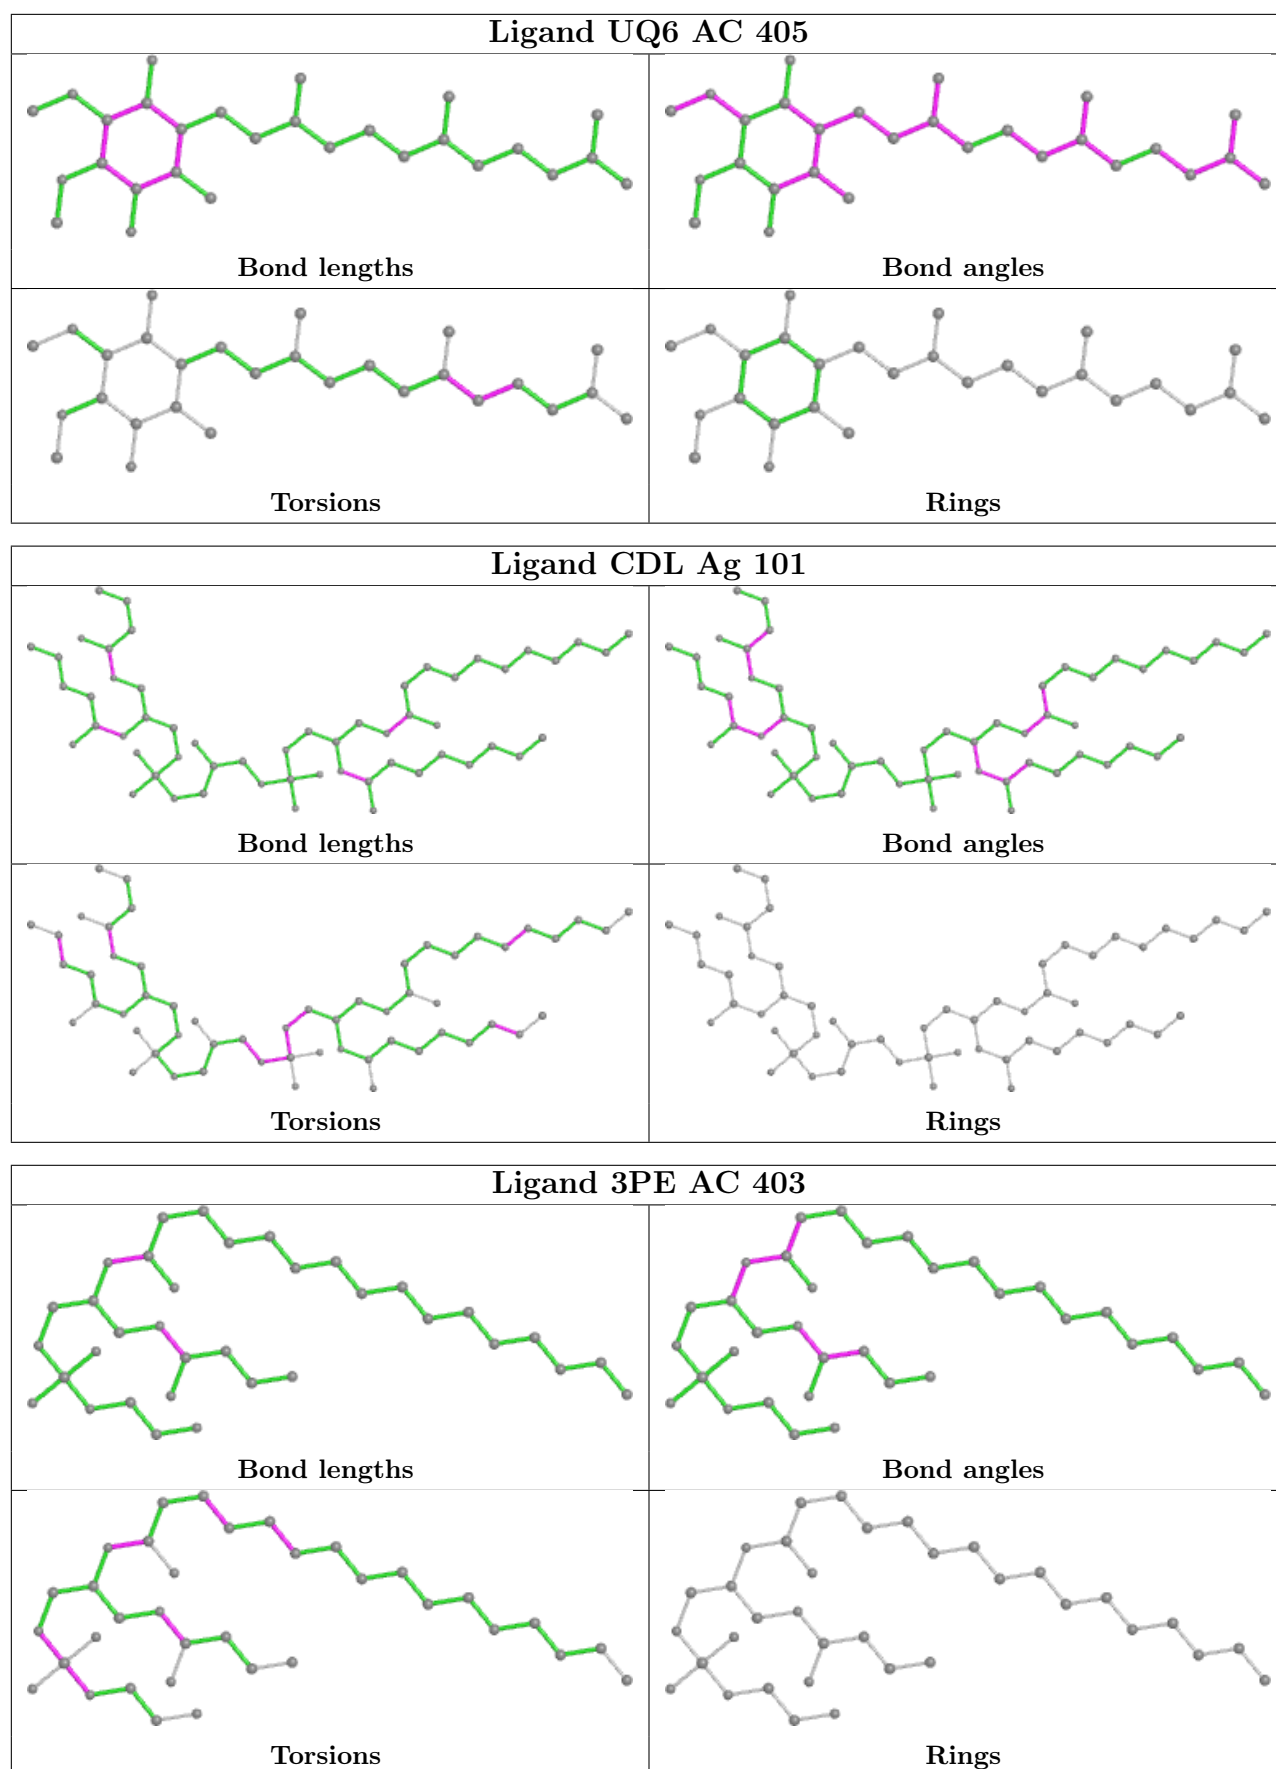 Ligand UQ6 AC 405
Bond lengths
Bond angles
Torsions
Rings
Ligand CDL Ag 101
Bond lengths
Bond angles
Torsions
Rings
Ligand 3PE AC 403
Bond lengths
Bond angles
Torsions
Rings